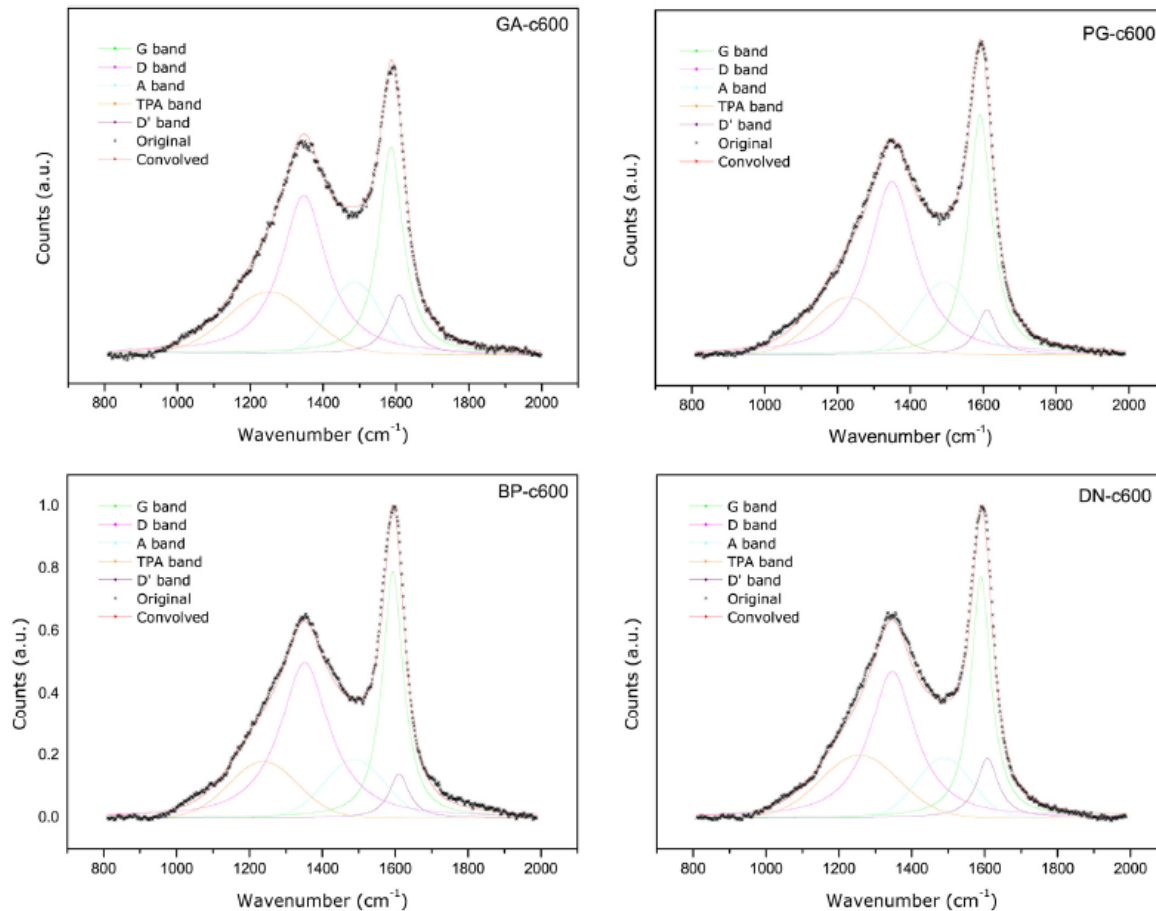 GA-c600
G band
D band
A band
TPA band
D' band
Original
Convolved
Counts (a.u.)
800 1000 1200 1400 1600 1800 2000
Wavenumber (cm⁻¹)
PG-c600
G band
D band
A band
TPA band
D' band
Original
Convolved
Counts (a.u.)
800 1000 1200 1400 1600 1800 2000
Wavenumber (cm⁻¹)
BP-c600
G band
D band
A band
TPA band
D' band
Original
Convolved
Counts (a.u.)
1.0
0.8
0.6
0.4
0.2
0.0
800 1000 1200 1400 1600 1800 2000
Wavenumber (cm⁻¹)
DN-c600
G band
D band
A band
TPA band
D' band
Original
Convolved
Counts (a.u.)
800 1000 1200 1400 1600 1800 2000
Wavenumber (cm⁻¹)